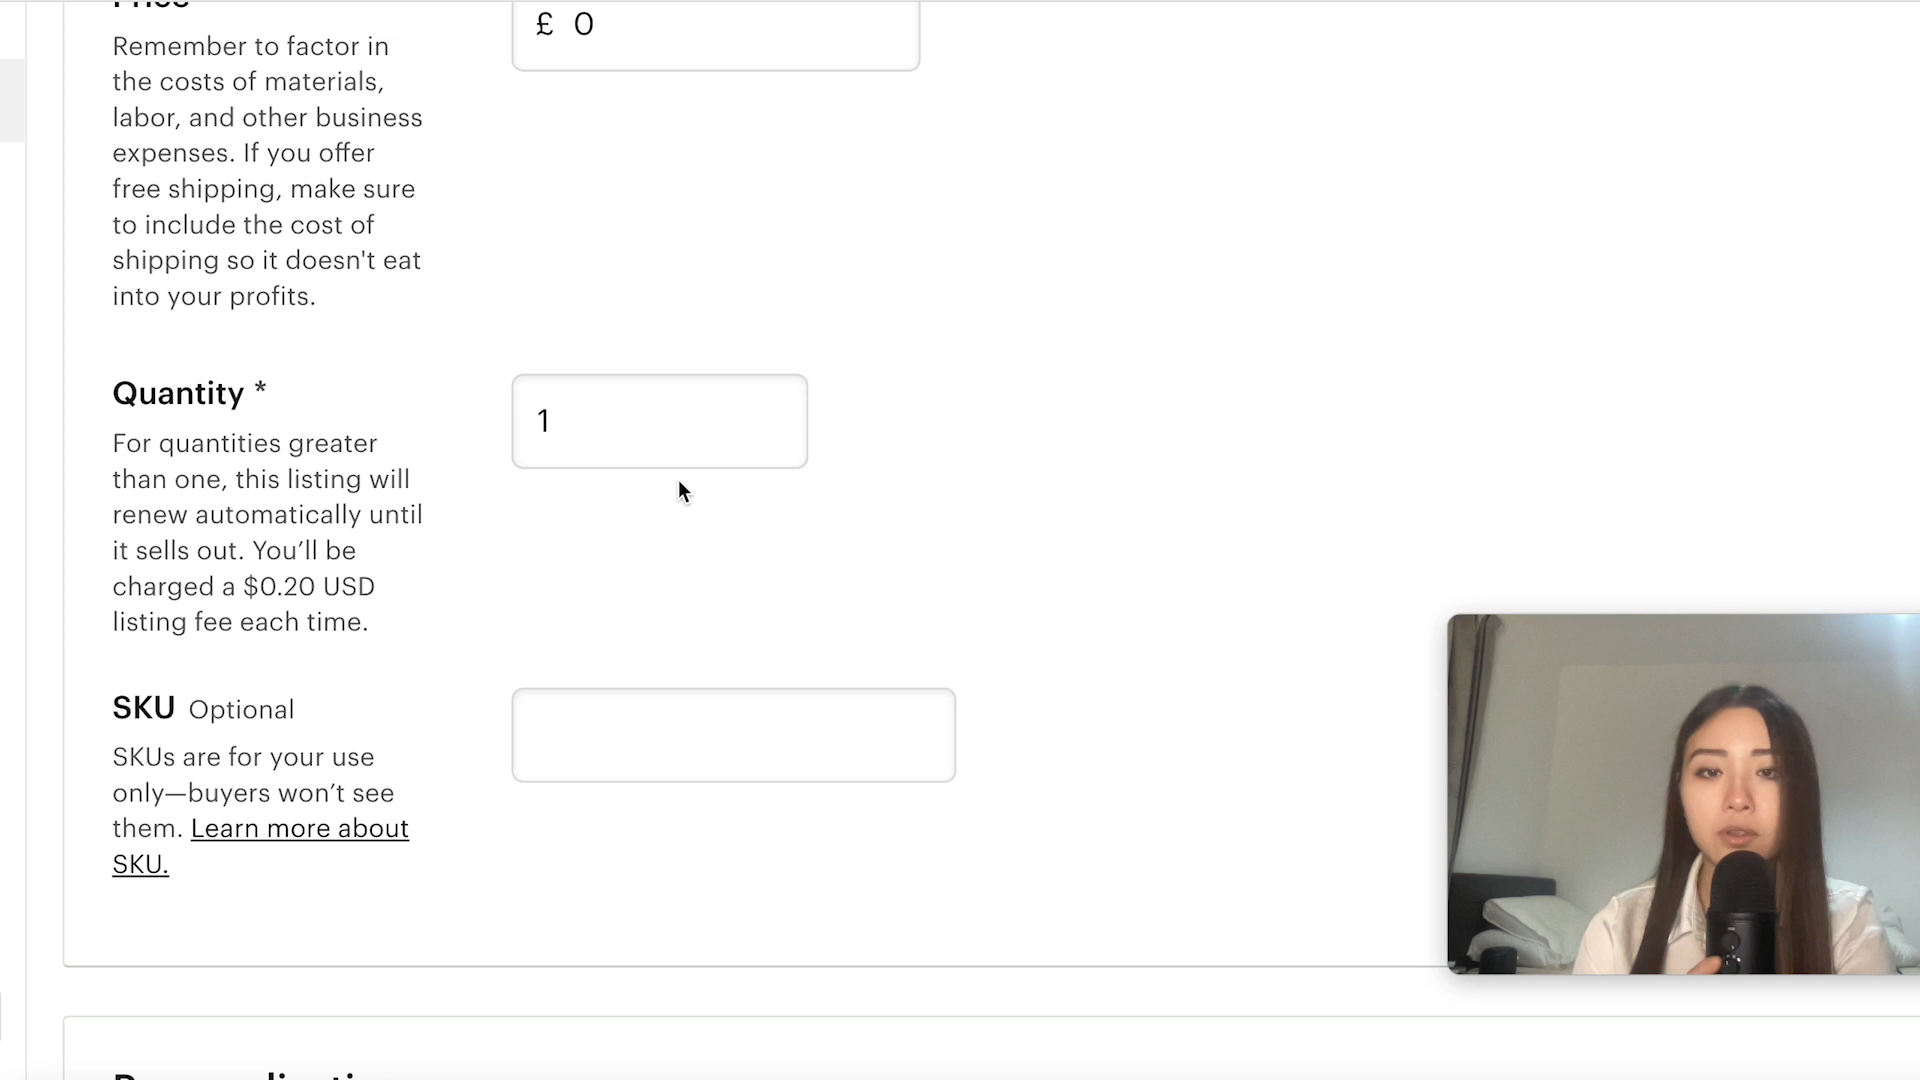 Price
£ 0
Remember to factor in
the costs of materials,
labor, and other business
expenses. If you offer
free shipping, make sure
to include the cost of
shipping so it doesn't eat
into your profits.
Quantity *
1
For quantities greater
than one, this listing will
renew automatically until
it sells out. You’ll be
charged a $0.20 USD
listing fee each time.
SKU Optional
SKUs are for your use
only—buyers won’t see
them. Learn more about
SKU.